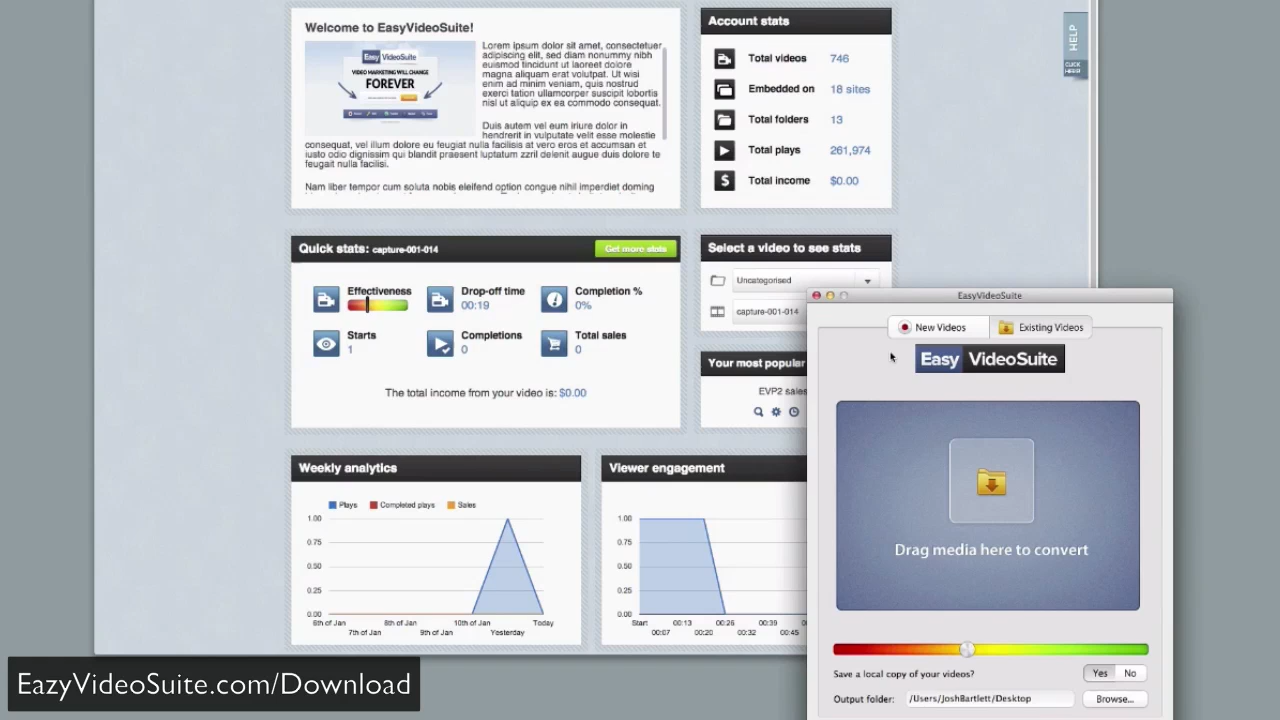 Welcome to EasyVideoSuite!
Easy VideoSuite
VIDEO MARKETING WILL CHANGE
FOREVER
Lorem ipsum dolor sit amet, consectetuer
adipiscing elit, sed diam nonummy nibh
euismod tincidunt ut laoreet dolore
magna aliquam erat volutpat. Ut wisi
enim ad minim veniam, quis nostrud
exerci tation ullamcorper suscipit lobortis
nisl ut aliquip ex ea commodo consequat.
Duis autem vel eum iriure dolor in
hendrerit in vulputate velit esse molestie
consequat, vel illum dolore eu feugiat nulla facilisis at vero eros et accumsan et
iusto odio dignissim qui blandit praesent luptatum zzril delenit augue duis dolore te
feugait nulla facilisi.
Nam liber tempor cum soluta nobis eleifend option congue nihil imperdiet doming
Account stats
Total videos 746
Embedded on 18 sites
Total folders 13
Total plays 261,974
Total income $0.00
HELP
CLICK
HERE!
Quick stats: capture-001-014
Get more stats
Effectiveness
Drop-off time
00:19
Completion %
0%
Starts
1
Completions
0
Total sales
0
The total income from your video is: $0.00
Select a video to see stats
Uncategorised
capture-001-014
Your most popular
EVP2 sales
Weekly analytics
Plays Completed plays Sales
1.00
0.75
0.50
0.25
0.00
6th of Jan 8th of Jan 10th of Jan Today
7th of Jan 9th of Jan Yesterday
Viewer engagement
1.00
0.75
0.50
0.25
0.00
Start 00:13 00:26 00:39
00:07 00:20 00:32 00:45
EasyVideoSuite
New Videos Existing Videos
Easy VideoSuite
Drag media here to convert
Save a local copy of your videos? Yes No
Output folder: /Users/JoshBartlett/Desktop Browse...
EazyVideoSuite.com/Download